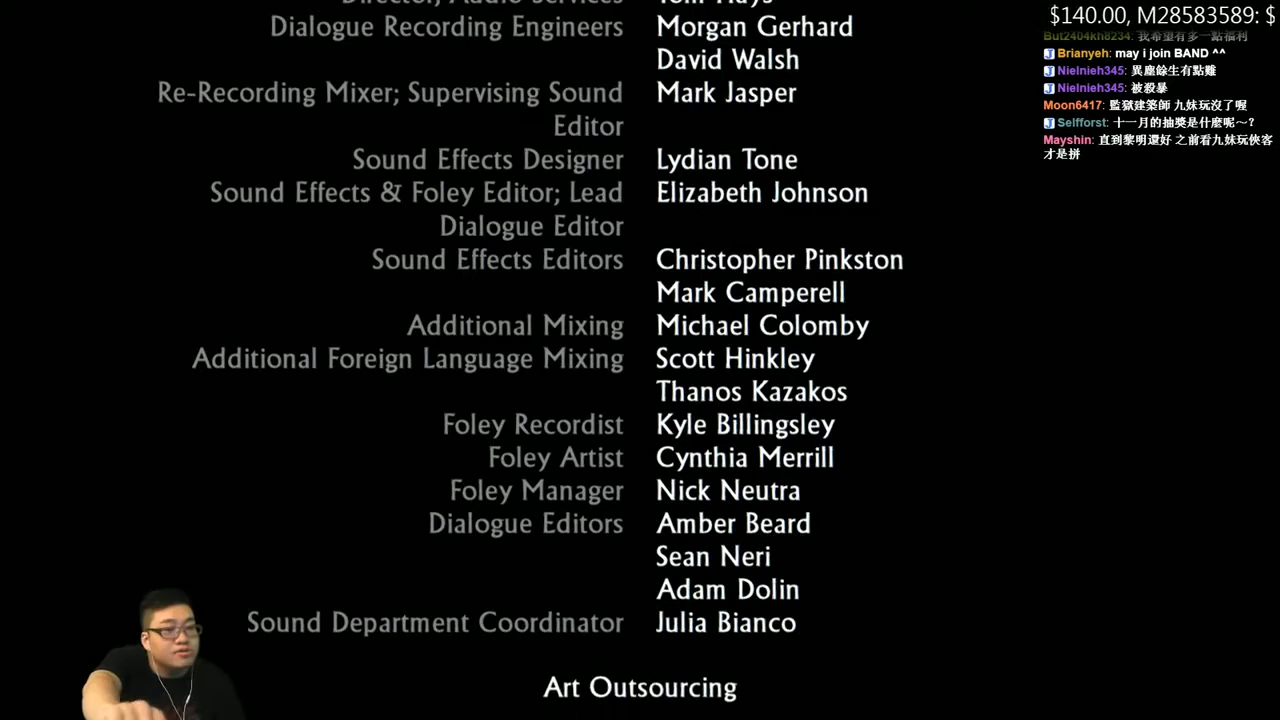 $140.00, M28583589: $
But2404kh8234: 我希望有多一點福利
Director, Audio Services Tom Hays
Dialogue Recording Engineers Morgan Gerhard
David Walsh
Re-Recording Mixer; Supervising Sound Mark Jasper
Editor
Sound Effects Designer Lydian Tone
Sound Effects & Foley Editor; Lead Elizabeth Johnson
Dialogue Editor
Sound Effects Editors Christopher Pinkston
Mark Camperell
Additional Mixing Michael Colomby
Additional Foreign Language Mixing Scott Hinkley
Thanos Kazakos
Foley Recordist Kyle Billingsley
Foley Artist Cynthia Merrill
Foley Manager Nick Neutra
Dialogue Editors Amber Beard
Sean Neri
Adam Dolin
Sound Department Coordinator Julia Bianco
Art Outsourcing
Brianyeh: may i join BAND ^^
Nielnieh345: 異塵餘生有點難
Nielnieh345: 被殺暴
Moon6417: 監獄建築師 九妹玩沒了喔
Selfforst: 十一月的抽獎是什麼呢～?
Mayshin: 直到黎明還好 之前看九妹玩俠客
才是拼